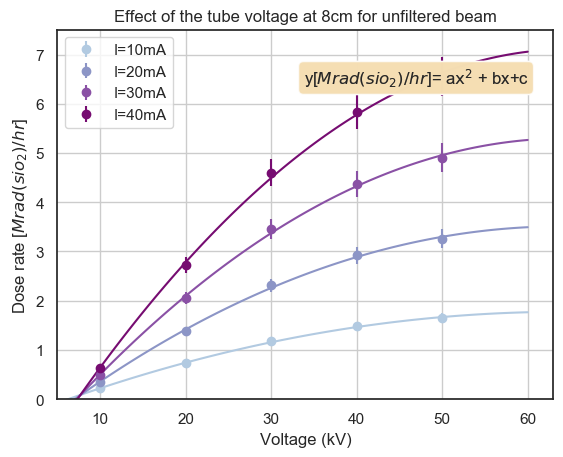 Effect of the tube voltage at 8cm for unfiltered beam
I=10mA
I=20mA
I=30mA
I=40mA
y[Mrad(sio₂)/hr]= ax² + bx+c
Dose rate [Mrad(sio₂)/hr]
7
6
5
4
3
2
1
0
10 20 30 40 50 60
Voltage (kV)